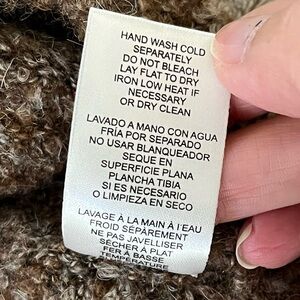 HAND WASH COLD
SEPARATELY
DO NOT BLEACH
LAY FLAT TO DRY
IRON LOW HEAT IF
NECESSARY
OR DRY CLEAN
LAVADO A MANO CON AGUA
FRÍA POR SEPARADO
NO USAR BLANQUEADOR
SEQUE EN
SUPERFICIE PLANA
PLANCHA TIBIA
SI ES NECESARIO
O LIMPIEZA EN SECO
LAVAGE À LA MAIN À l'EAU
FROID SÉPÀREMENT
NE PAS JAVELLISER
SÉCHER À PLAT
FER À BASSE
TEMPÉRATURE